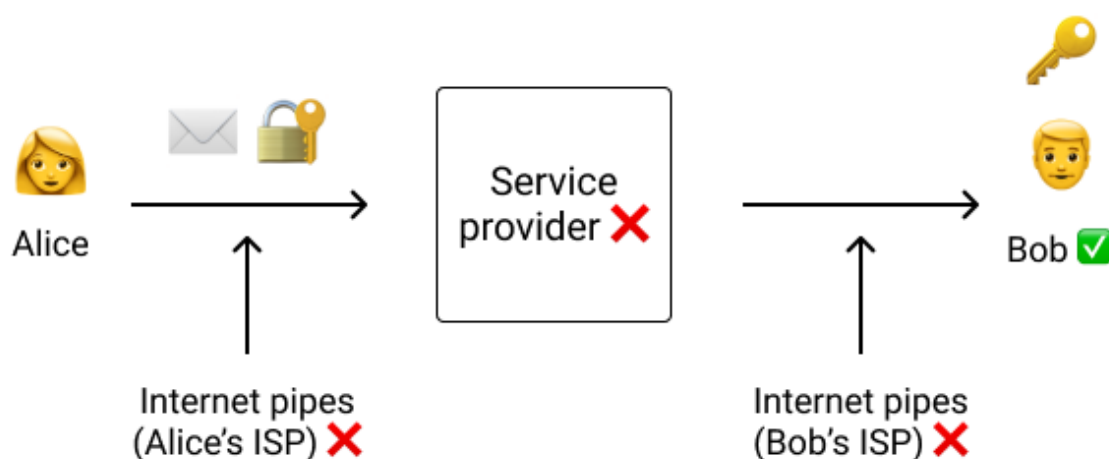 Alice
Service
provider ❌
Bob ✅
Internet pipes
(Alice's ISP) ❌
Internet pipes
(Bob's ISP) ❌